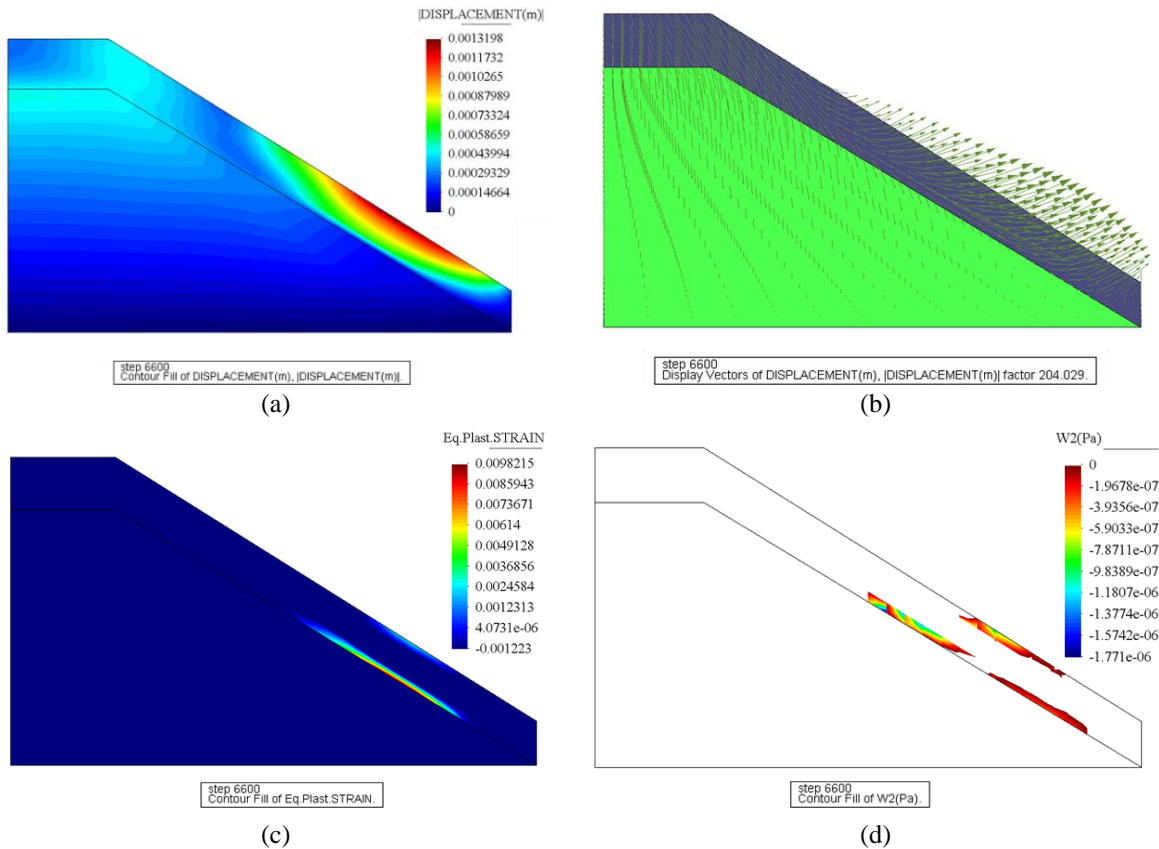 |DISPLACEMENT(m)|
0.0013198
0.0011732
0.0010265
0.00087989
0.00073324
0.00058659
0.00043994
0.00029329
0.00014664
0
step 6600
Contour Fill of DISPLACEMENT(m), |DISPLACEMENT(m)|.
(a)
step 6600
Display Vectors of DISPLACEMENT(m), |DISPLACEMENT(m)| factor 204.029.
(b)
Eq.Plast.STRAIN
0.0098215
0.0085943
0.0073671
0.00614
0.0049128
0.0036856
0.0024584
0.0012313
4.0731e-06
-0.001223
step 6600
Contour Fill of Eq.Plast.STRAIN.
(c)
W2(Pa)
0
-1.9678e-07
-3.9356e-07
-5.9033e-07
-7.8711e-07
-9.8389e-07
-1.1807e-06
-1.3774e-06
-1.5742e-06
-1.771e-06
step 6600
Contour Fill of W2(Pa).
(d)